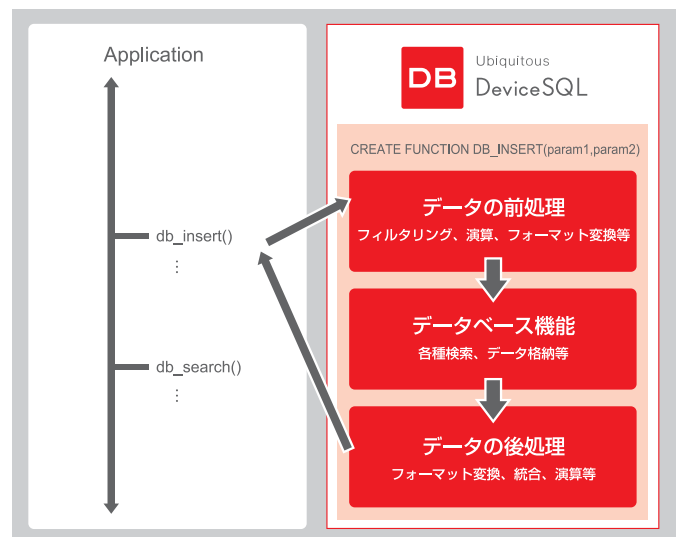 Application
db_insert()
⋮
db_search()
⋮
DB
Ubiquitous
DeviceSQL
CREATE FUNCTION DB_INSERT(param1,param2)
データの前処理
フィルタリング、演算、フォーマット変換等
データベース機能
各種検索、データ格納等
データの後処理
フォーマット変換、統合、演算等